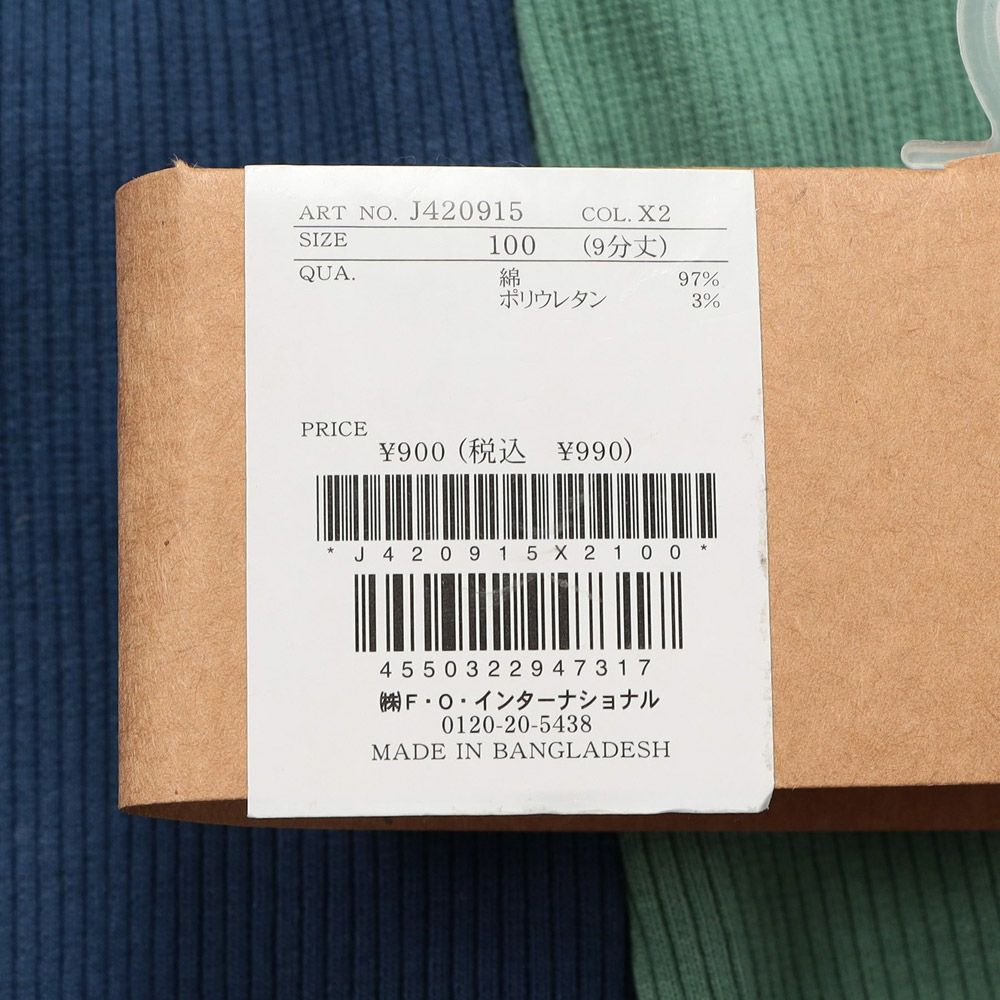 ART NO. J420915 COL. X2
SIZE 100 (9分丈)
QUA. 綿 97%
ポリウレタン 3%
PRICE
¥900 (税込 ¥990)
*J420915X2100*
4550322947317
㈱F・O・インターナショナル
0120-20-5438
MADE IN BANGLADESH